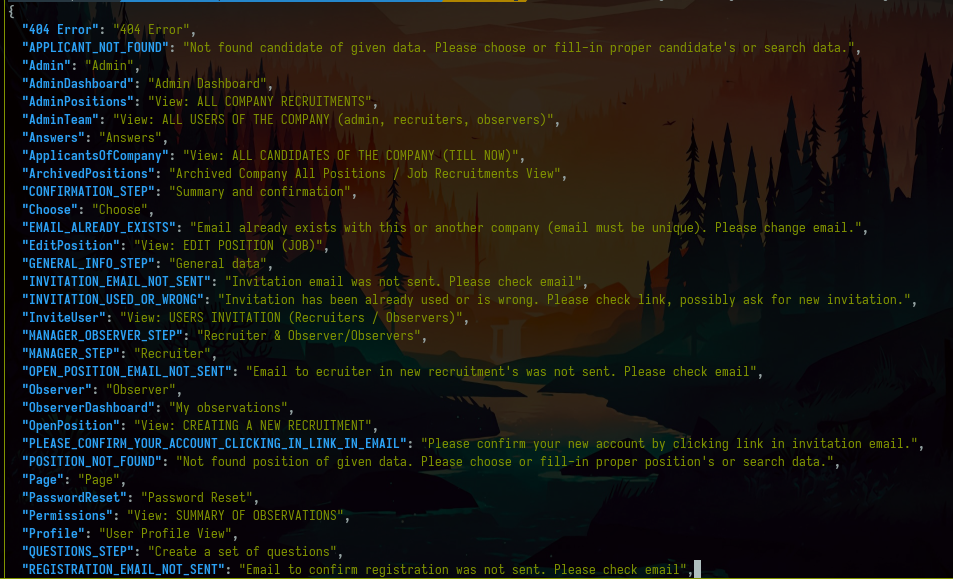 {
"404 Error": "404 Error",
"APPLICANT_NOT_FOUND": "Not found candidate of given data. Please choose or fill-in proper candidate's or search data.",
"Admin": "Admin",
"AdminDashboard": "Admin Dashboard",
"AdminPositions": "View: ALL COMPANY RECRUITMENTS",
"AdminTeam": "View: ALL USERS OF THE COMPANY (admin, recruiters, observers)",
"Answers": "Answers",
"ApplicantsOfCompany": "View: ALL CANDIDATES OF THE COMPANY (TILL NOW)",
"ArchivedPositions": "Archived Company All Positions / Job Recruitments View",
"CONFIRMATION_STEP": "Summary and confirmation",
"Choose": "Choose",
"EMAIL_ALREADY_EXISTS": "Email already exists with this or another company (email must be unique). Please change email.",
"EditPosition": "View: EDIT POSITION (JOB)",
"GENERAL_INFO_STEP": "General data",
"INVITATION_EMAIL_NOT_SENT": "Invitation email was not sent. Please check email",
"INVITATION_USED_OR_WRONG": "Invitation has been already used or is wrong. Please check link, possibly ask for new invitation.",
"InviteUser": "View: USERS INVITATION (Recruiters / Observers)",
"MANAGER_OBSERVER_STEP": "Recruiter & Observer/Observers",
"MANAGER_STEP": "Recruiter",
"OPEN_POSITION_EMAIL_NOT_SENT": "Email to ecruiter in new recruitment's was not sent. Please check email",
"Observer": "Observer",
"ObserverDashboard": "My observations",
"OpenPosition": "View: CREATING A NEW RECRUITMENT",
"PLEASE_CONFIRM_YOUR_ACCOUNT_CLICKING_IN_LINK_IN_EMAIL": "Please confirm your new account by clicking link in invitation email.",
"POSITION_NOT_FOUND": "Not found position of given data. Please choose or fill-in proper position's or search data.",
"Page": "Page",
"PasswordReset": "Password Reset",
"Permissions": "View: SUMMARY OF OBSERVATIONS",
"Profile": "User Profile View",
"QUESTIONS_STEP": "Create a set of questions",
"REGISTRATION_EMAIL_NOT_SENT": "Email to confirm registration was not sent. Please check email",